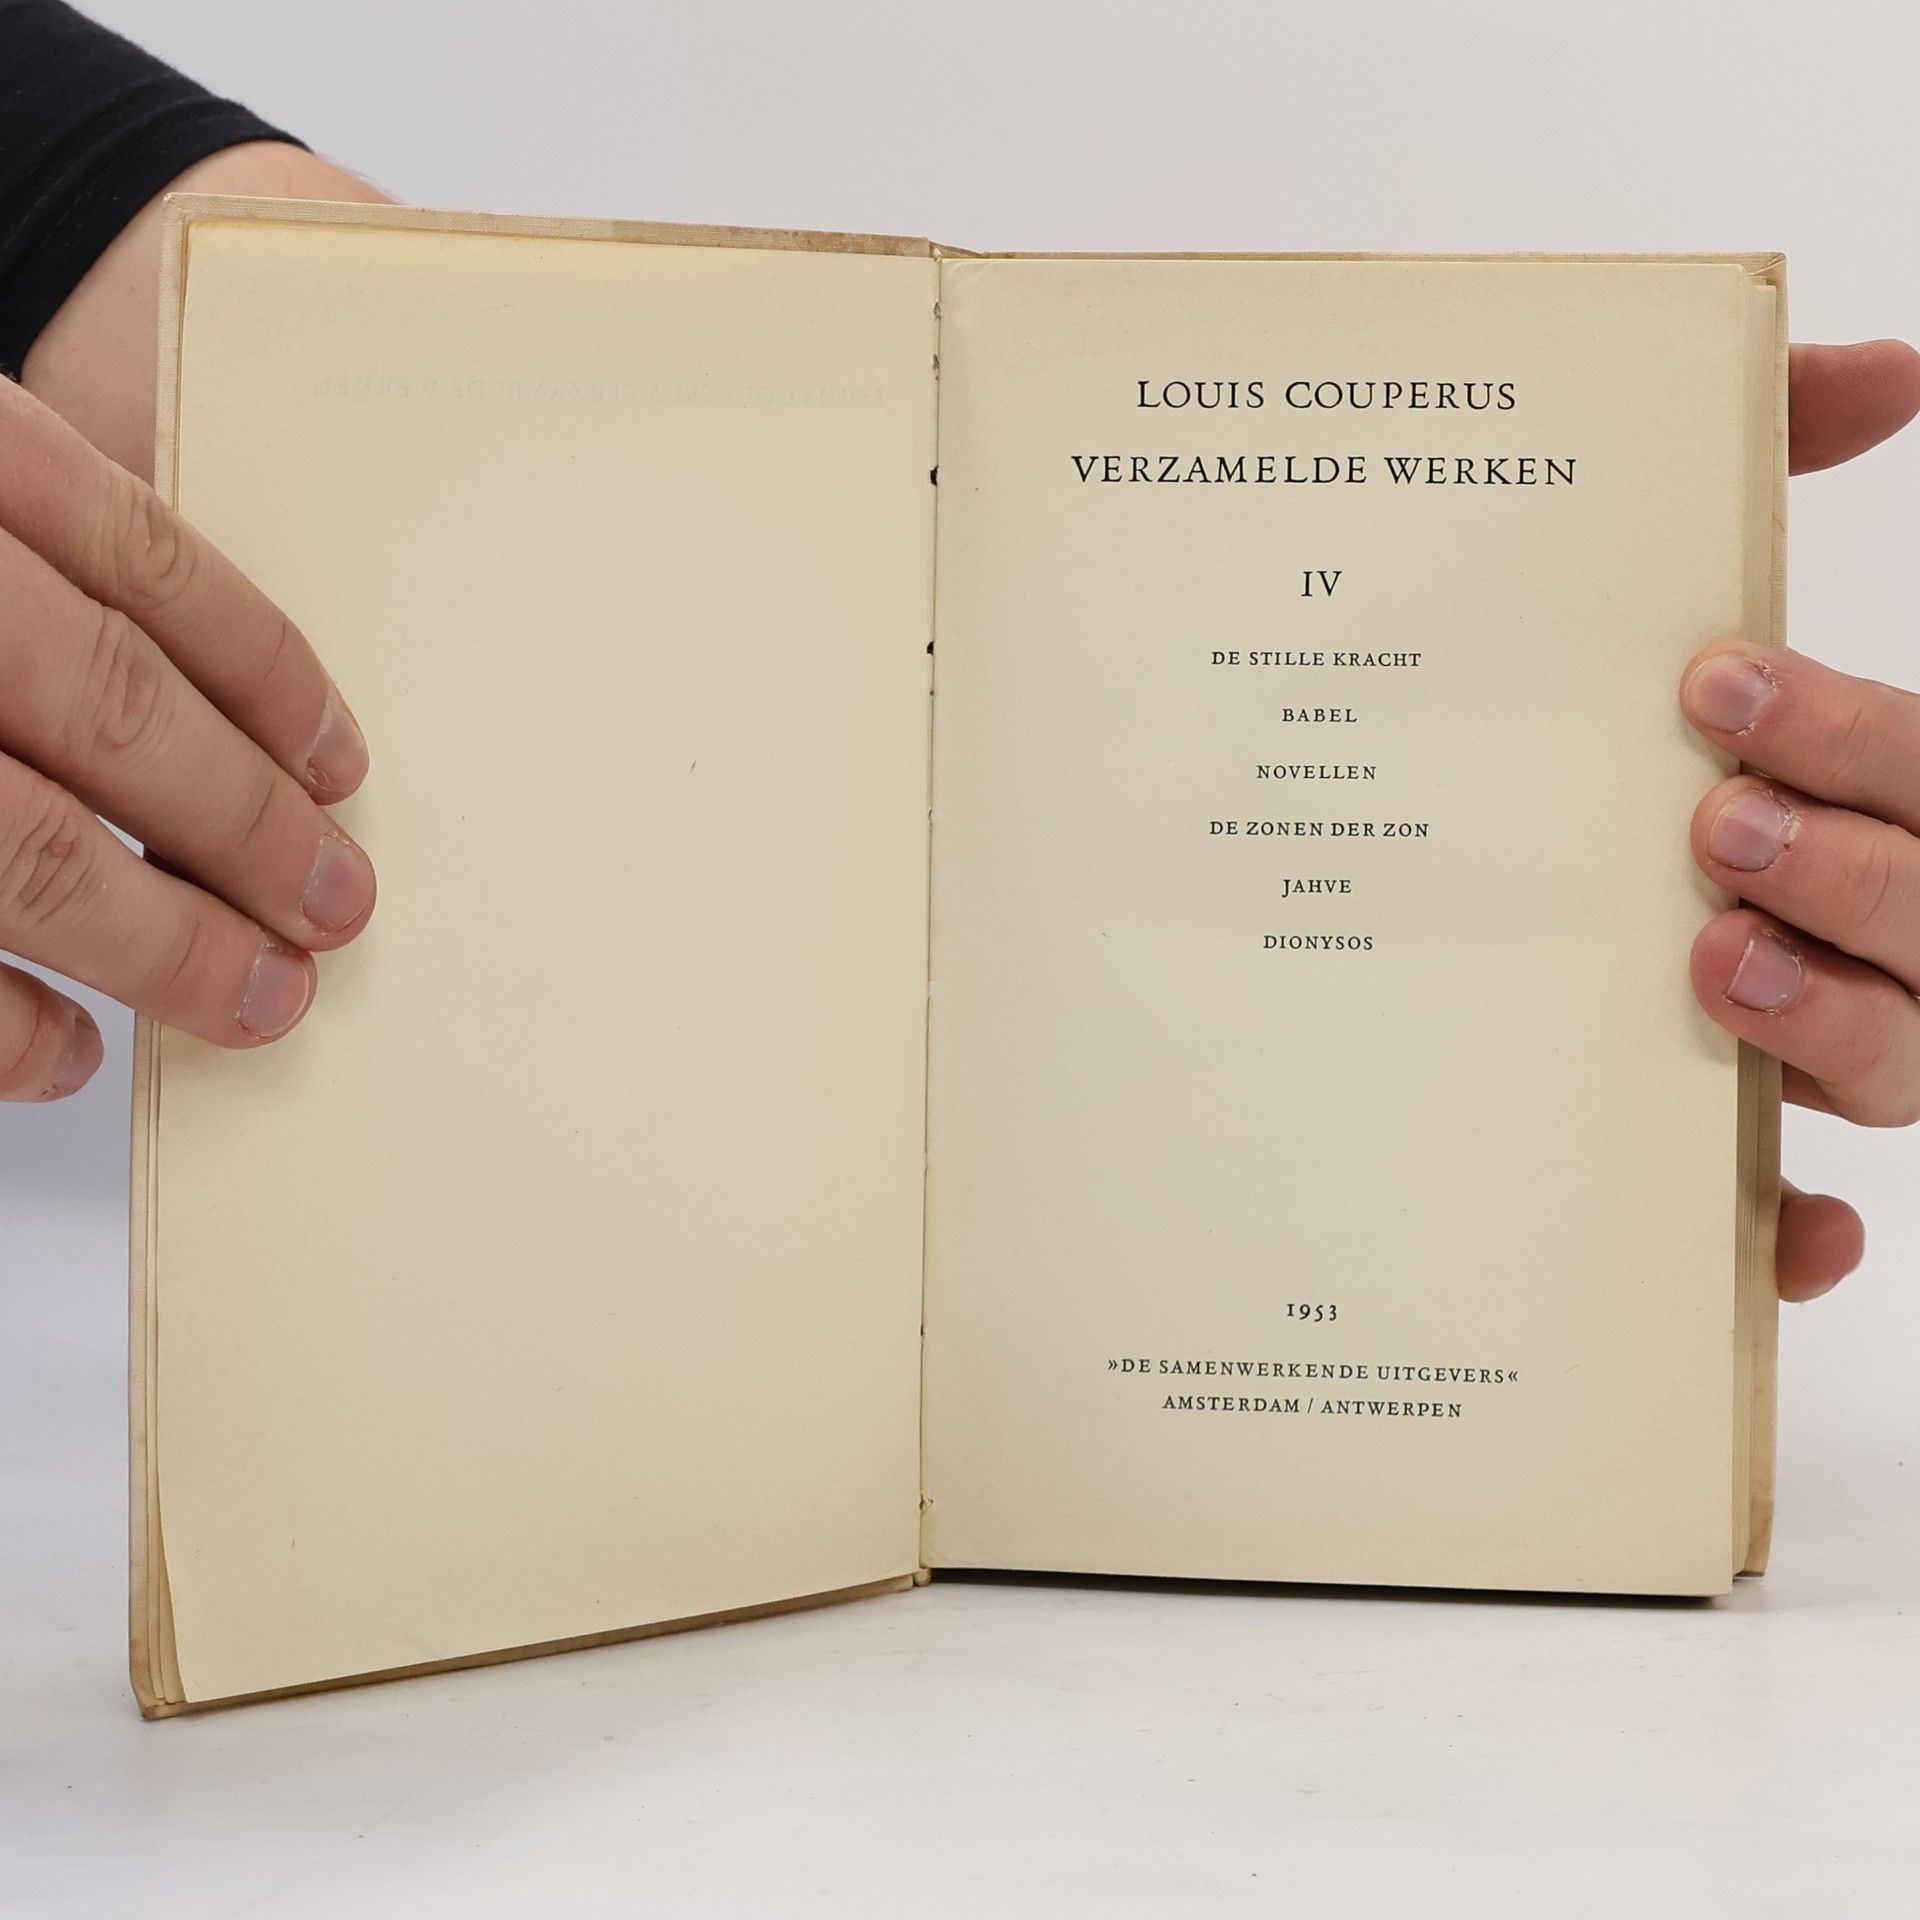 LOUIS COUPERUS
VERZAMELDE WERKEN
IV
DE STILLE KRACHT
BABEL
NOVELLEN
DE ZONEN DER ZON
JAHVE
DIONYSOS
1953
»DE SAMENWERKENDE UITGEVERS«
AMSTERDAM / ANTWERPEN